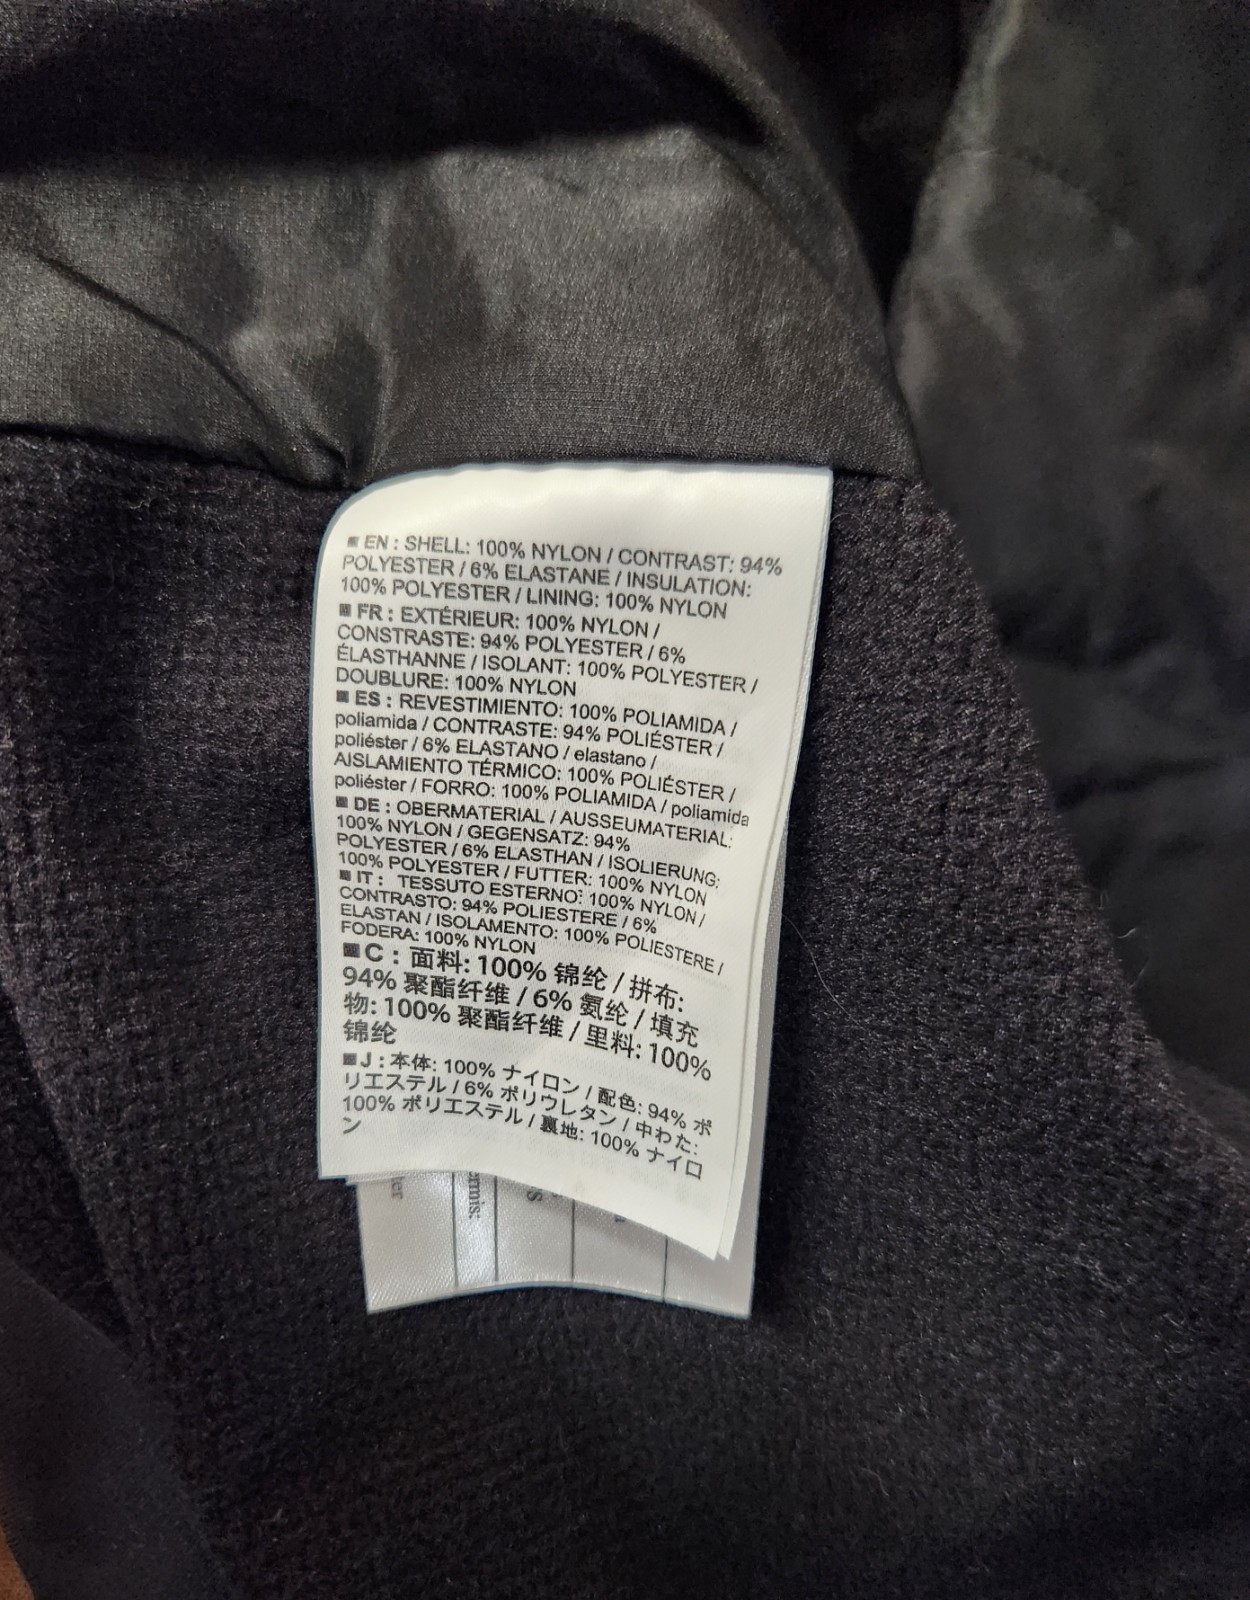 ■ EN : SHELL: 100% NYLON / CONTRAST: 94%
POLYESTER / 6% ELASTANE / INSULATION:
100% POLYESTER / LINING: 100% NYLON
■ FR : EXTÉRIEUR: 100% NYLON /
CONSTRASTE: 94% POLYESTER / 6%
ÉLASTHANNE / ISOLANT: 100% POLYESTER /
DOUBLURE: 100% NYLON
■ ES : REVESTIMIENTO: 100% POLIAMIDA /
poliamida / CONTRASTE: 94% POLIÉSTER /
poliéster / 6% ELASTANO / elastano /
AISLAMIENTO TÉRMICO: 100% POLIÉSTER /
poliéster / FORRO: 100% POLIAMIDA / poliamida
■ DE : OBERMATERIAL / AUSSEUMATERIAL:
100% NYLON / GEGENSATZ: 94%
POLYESTER / 6% ELASTHAN / ISOLIERUNG:
100% POLYESTER / FUTTER: 100% NYLON
■ IT : TESSUTO ESTERNO: 100% NYLON /
CONTRASTO: 94% POLIESTERE / 6%
ELASTAN / ISOLAMENTO: 100% POLIESTERE /
FODERA: 100% NYLON
■ C : 面料: 100% 锦纶 / 拼布:
94% 聚酯纤维 / 6% 氨纶 / 填充
物: 100% 聚酯纤维 / 里料: 100%
锦纶
■ J : 本体: 100% ナイロン / 配色: 94% ポ
リエステル / 6% ポリウレタン / 中わた:
100% ポリエステル / 裏地: 100% ナイロ
ン